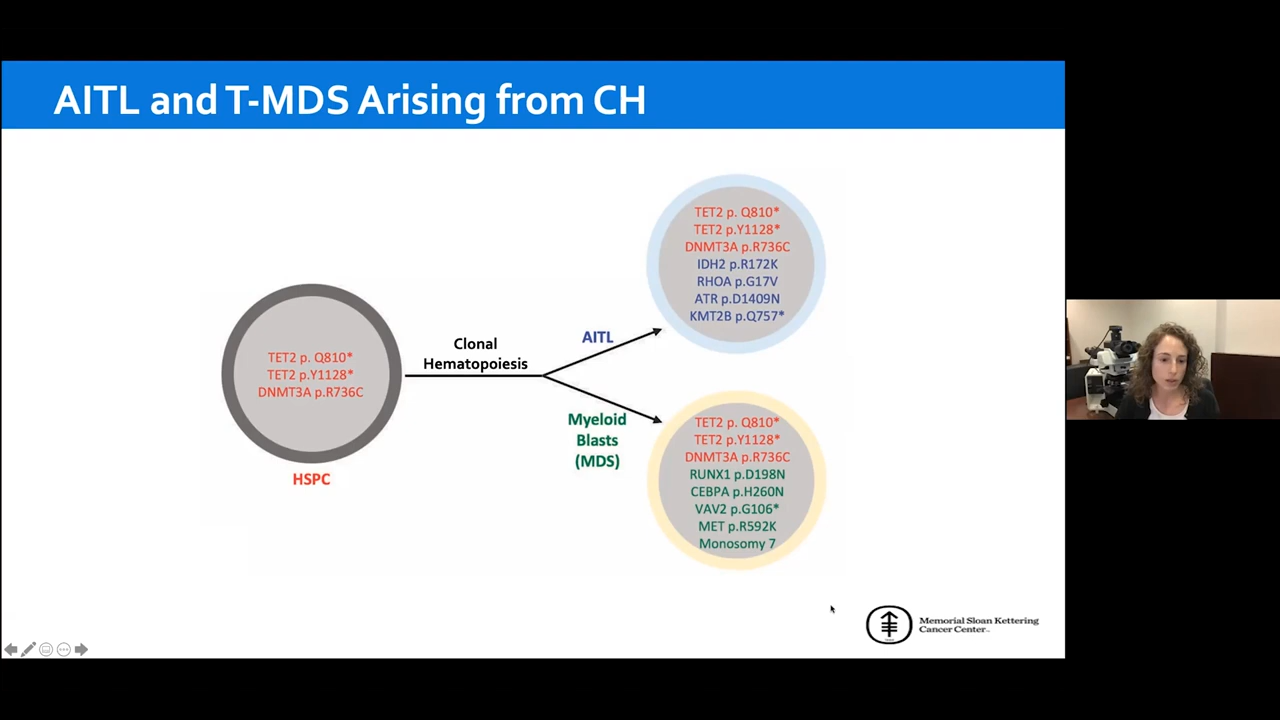 AITL and T-MDS Arising from CH
TET2 p. Q810*
TET2 p.Y1128*
DNMT3A p.R736C
HSPC
Clonal
Hematopoiesis
AITL
TET2 p. Q810*
TET2 p.Y1128*
DNMT3A p.R736C
IDH2 p.R172K
RHOA p.G17V
ATR p.D1409N
KMT2B p.Q757*
Myeloid
Blasts
(MDS)
TET2 p. Q810*
TET2 p.Y1128*
DNMT3A p.R736C
RUNX1 p.D198N
CEBPA p.H260N
VAV2 p.G106*
MET p.R592K
Monosomy 7
Memorial Sloan Kettering
Cancer Center